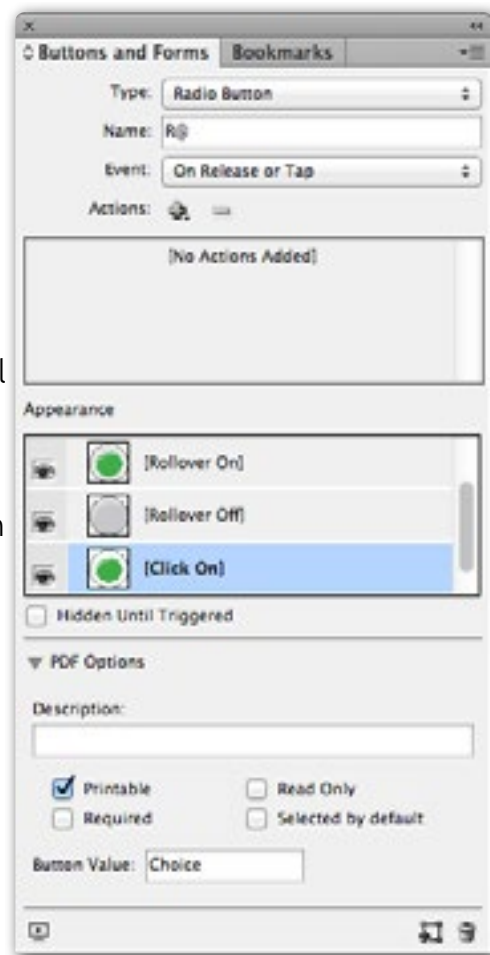 Buttons and Forms Bookmarks
Type: Radio Button
Name: R@
Event: On Release or Tap
Actions:
[No Actions Added]
l
Appearance
[Rollover On]
n
[Rollover Off]
[Click On]
Hidden Until Triggered
PDF Options
Description:
Printable Read Only
Required Selected by default
Button Value: Choice